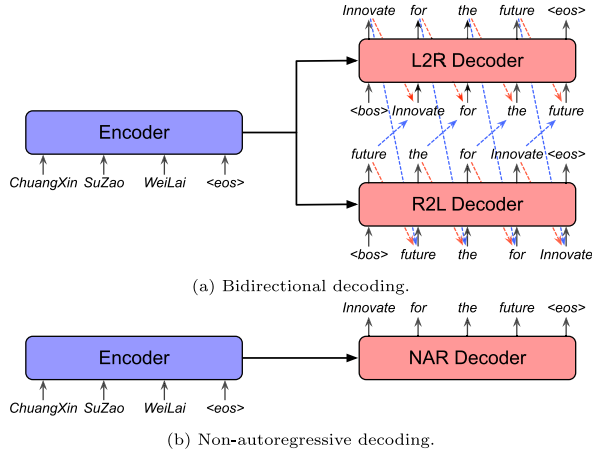 Innovate for the future <eos>
L2R Decoder
<bos> Innovate for the future
Encoder
future the for Innovate <eos>
ChuangXin SuZao WeiLai <eos>
R2L Decoder
<bos> future the for Innovate
(a) Bidirectional decoding.
Innovate for the future <eos>
Encoder NAR Decoder
ChuangXin SuZao WeiLai <eos>
(b) Non-autoregressive decoding.